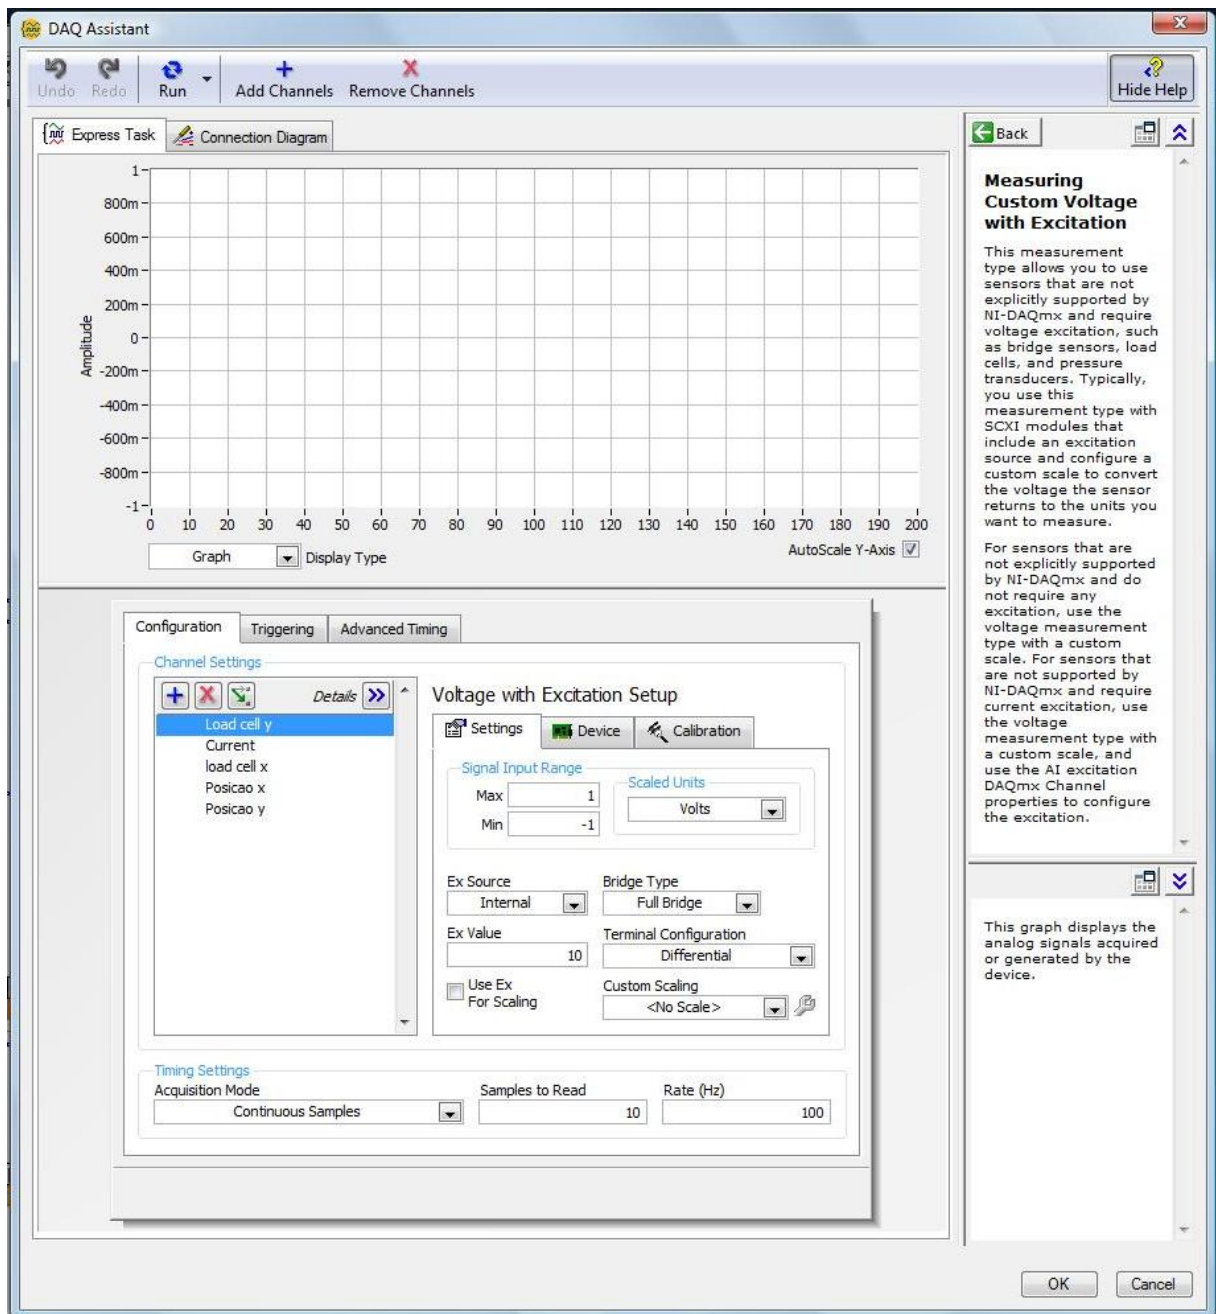 DAQ Assistant
Undo Redo Run Add Channels Remove Channels Hide Help
Express Task Connection Diagram
1
800m
600m
400m
200m
0
-200m
-400m
-600m
-800m
-1
Amplitude
0 10 20 30 40 50 60 70 80 90 100 110 120 130 140 150 160 170 180 190 200
Graph Display Type AutoScale Y-Axis
Configuration Triggering Advanced Timing
Channel Settings
Details
Load cell y
Current
load cell x
Posicao x
Posicao y
Voltage with Excitation Setup
Settings Device Calibration
Signal Input Range
Max 1
Min -1
Scaled Units
Volts
Ex Source
Internal
Bridge Type
Full Bridge
Ex Value
10
Terminal Configuration
Differential
Use Ex
For Scaling
Custom Scaling
<No Scale>
Timing Settings
Acquisition Mode
Continuous Samples
Samples to Read
10
Rate (Hz)
100
Back
Measuring
Custom Voltage
with Excitation
This measurement
type allows you to use
sensors that are not
explicitly supported by
NI-DAQmx and require
voltage excitation, such
as bridge sensors, load
cells, and pressure
transducers. Typically,
you use this
measurement type with
SCXI modules that
include an excitation
source and configure a
custom scale to convert
the voltage the sensor
returns to the units you
want to measure.
For sensors that are
not explicitly supported
by NI-DAQmx and do
not require any
excitation, use the
voltage measurement
type with a custom
scale. For sensors that
are not supported by
NI-DAQmx and require
current excitation, use
the voltage
measurement type with
a custom scale, and
use the AI excitation
DAQmx Channel
properties to configure
the excitation.
This graph displays the
analog signals acquired
or generated by the
device.
OK Cancel